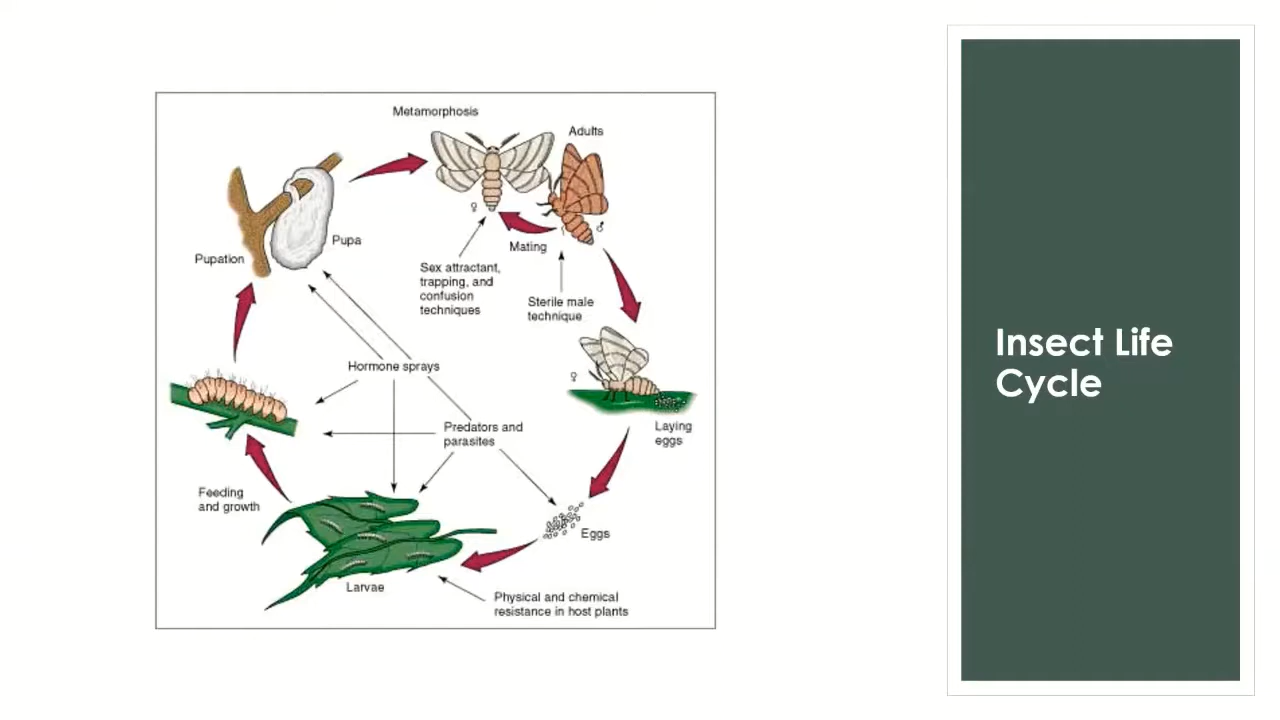 Metamorphosis
Adults
♀
♂
Pupa
Pupation
Mating
Sex attractant,
trapping, and
confusion
techniques
Sterile male
technique
Hormone sprays
♀
Predators and
parasites
Laying
eggs
Feeding
and growth
Eggs
Larvae
Physical and chemical
resistance in host plants
Insect Life
Cycle